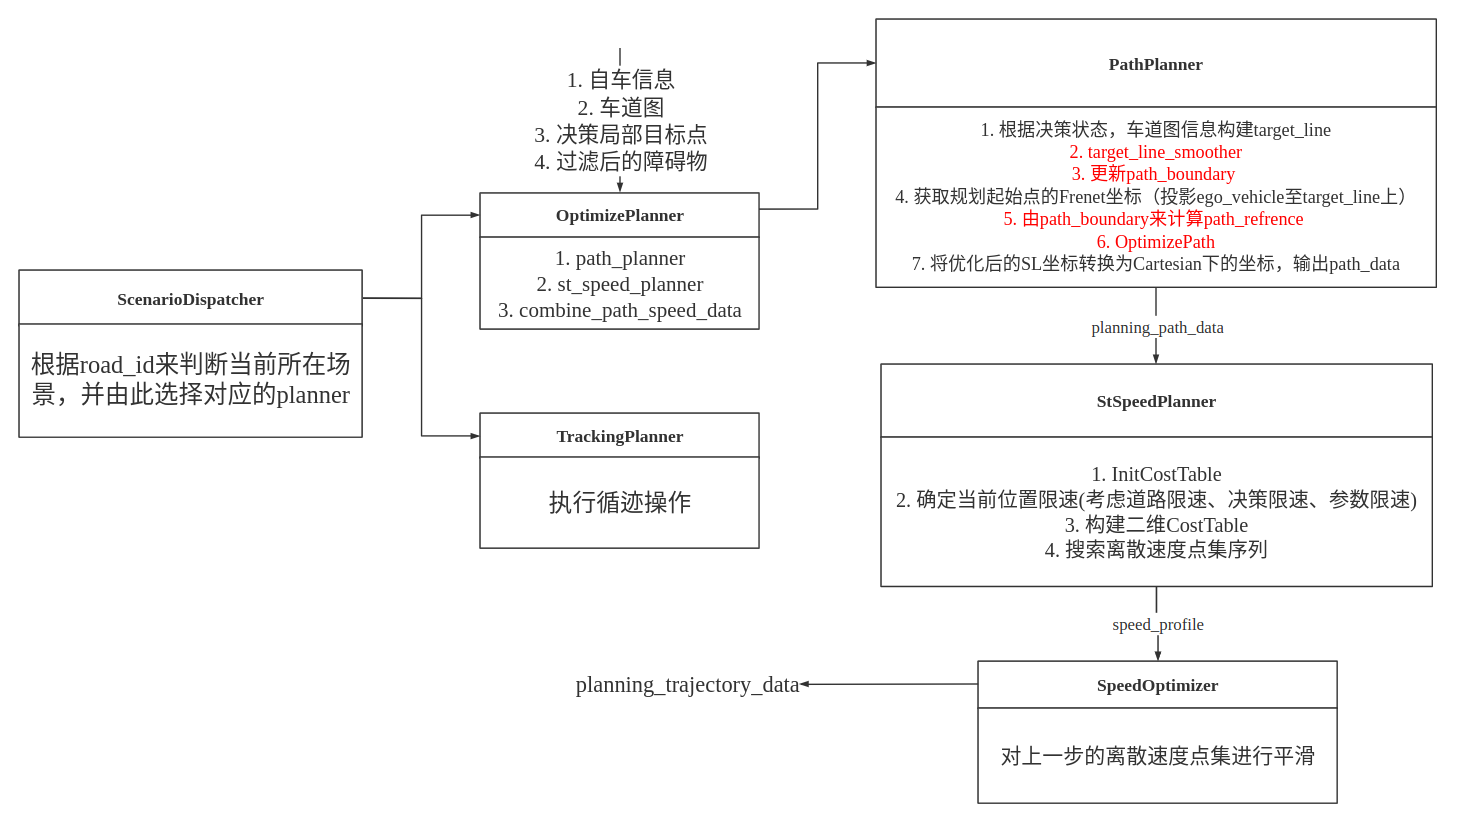 ScenarioDispatcher
根据road_id来判断当前所在场
景，并由此选择对应的planner
1. 自车信息
2. 车道图
3. 决策局部目标点
4. 过滤后的障碍物
OptimizePlanner
1. path_planner
2. st_speed_planner
3. combine_path_speed_data
TrackingPlanner
执行循迹操作
PathPlanner
1. 根据决策状态，车道图信息构建target_line
2. target_line_smoother
3. 更新path_boundary
4. 获取规划起始点的Frenet坐标（投影ego_vehicle至target_line上）
5. 由path_boundary来计算path_refrence
6. OptimizePath
7. 将优化后的SL坐标转换为Cartesian下的坐标，输出path_data
planning_path_data
StSpeedPlanner
1. InitCostTable
2. 确定当前位置限速(考虑道路限速、决策限速、参数限速)
3. 构建二维CostTable
4. 搜索离散速度点集序列
speed_profile
SpeedOptimizer
对上一步的离散速度点集进行平滑
planning_trajectory_data